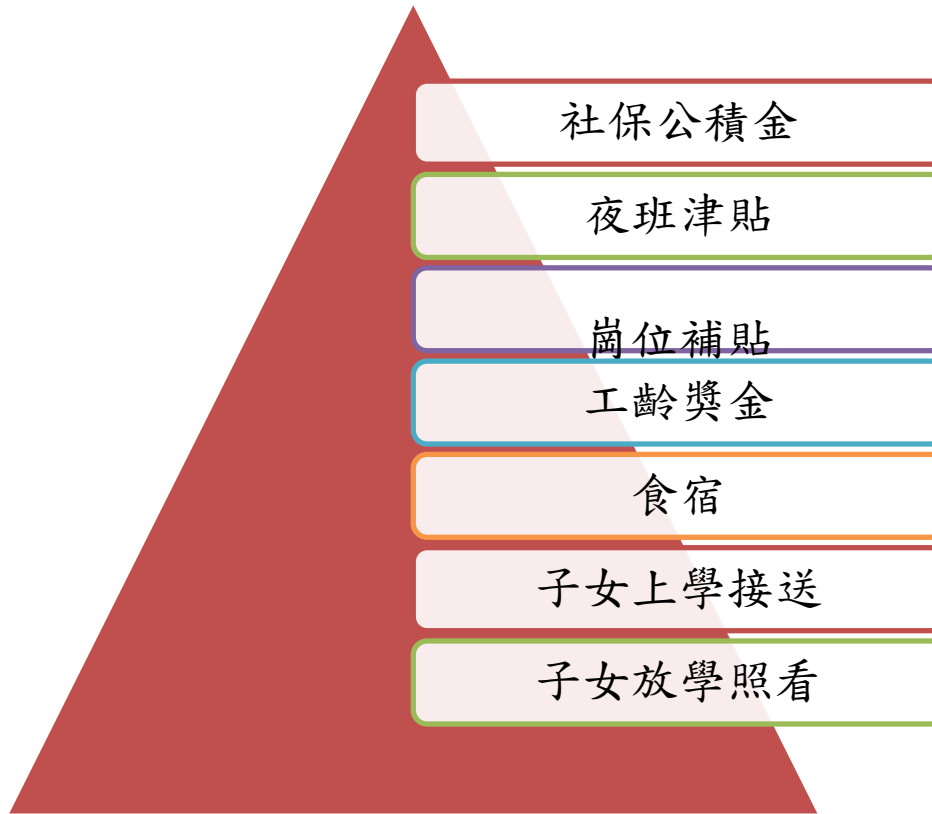 社保公積金
夜班津貼
崗位補貼
工齡獎金
食宿
子女上學接送
子女放學照看